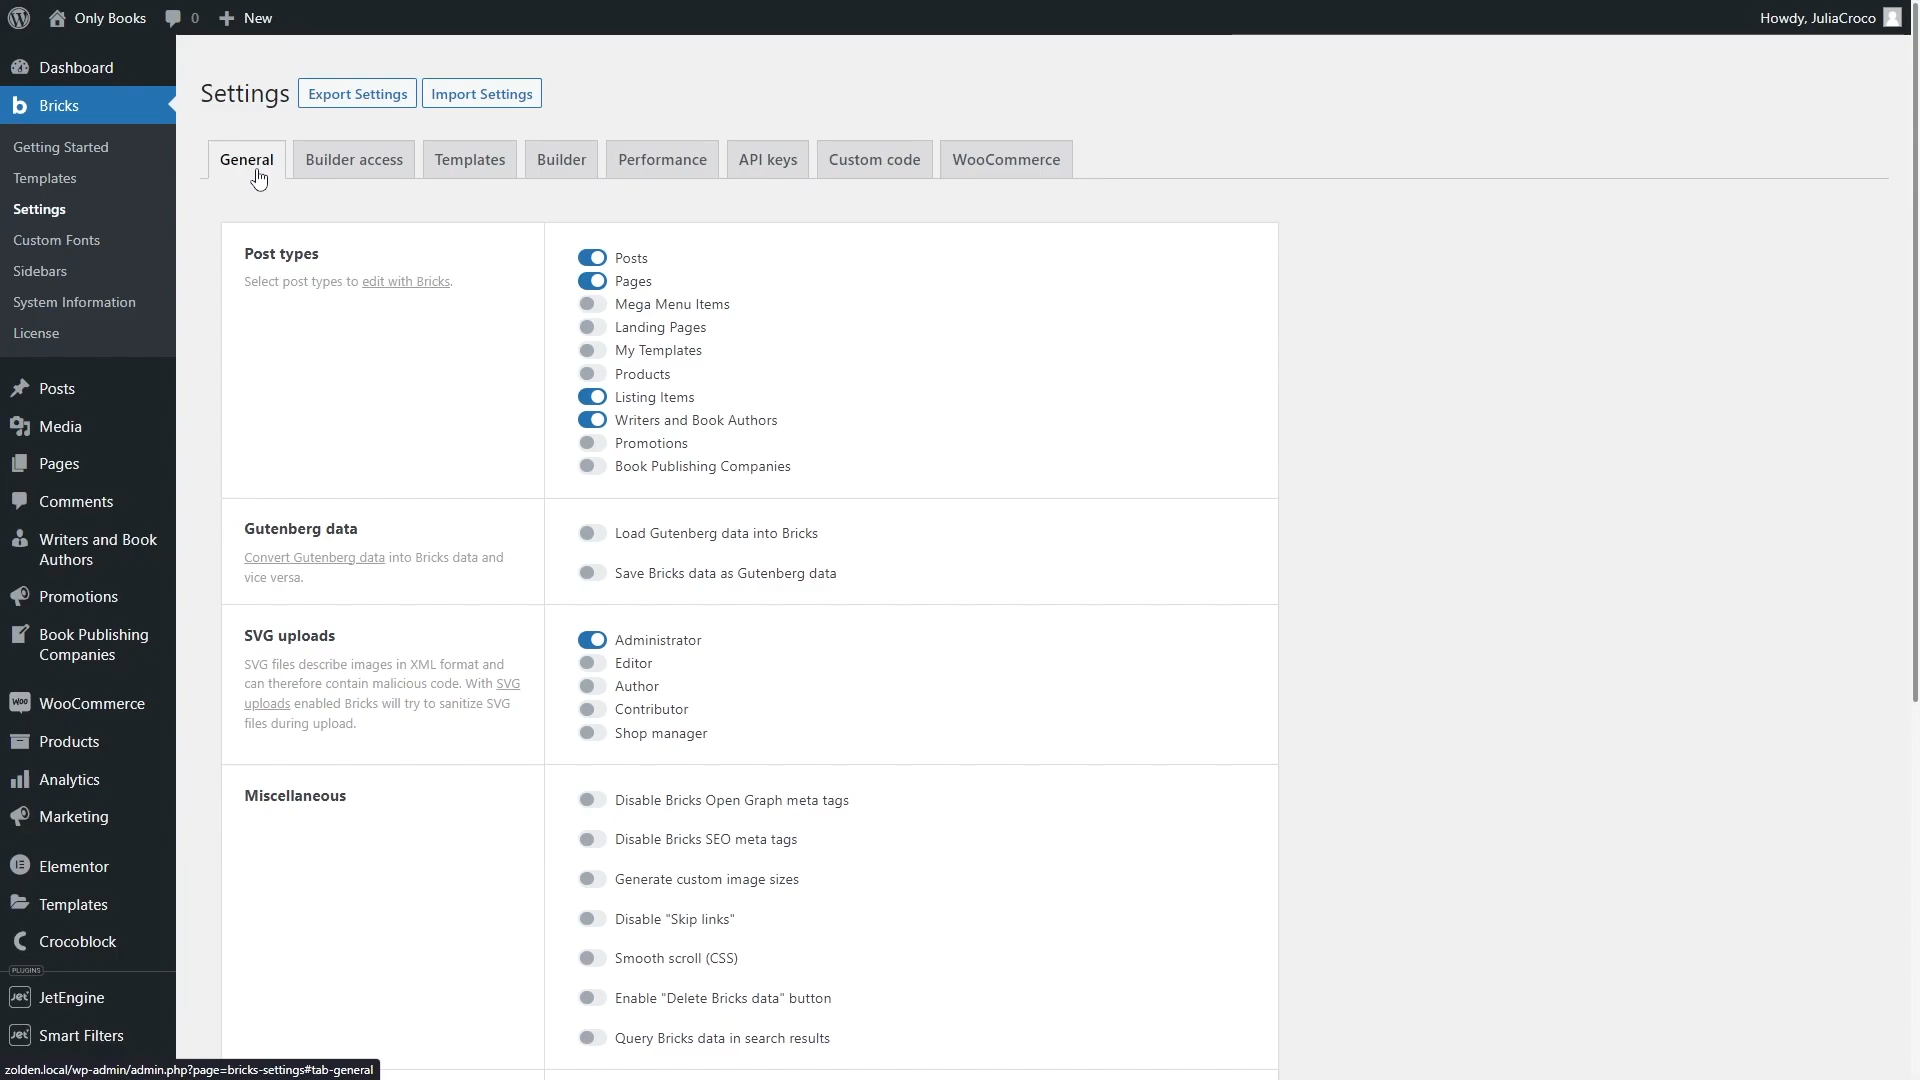 Only Books
0
New
Howdy, JuliaCroco
Dashboard
Bricks
Getting Started
Templates
Settings
Custom Fonts
Sidebars
System Information
License
Posts
Media
Pages
Comments
Writers and Book
Authors
Promotions
Book Publishing
Companies
WooCommerce
Products
Analytics
Marketing
Elementor
Templates
Crocoblock
PLUGINS
JetEngine
Smart Filters
Settings
Export Settings
Import Settings
General
Builder access
Templates
Builder
Performance
API keys
Custom code
WooCommerce
Post types
Select post types to edit with Bricks.
Posts
Pages
Mega Menu Items
Landing Pages
My Templates
Products
Listing Items
Writers and Book Authors
Promotions
Book Publishing Companies
Gutenberg data
Convert Gutenberg data into Bricks data and
vice versa.
Load Gutenberg data into Bricks
Save Bricks data as Gutenberg data
SVG uploads
SVG files describe images in XML format and
can therefore contain malicious code. With SVG
uploads enabled Bricks will try to sanitize SVG
files during upload.
Administrator
Editor
Author
Contributor
Shop manager
Miscellaneous
Disable Bricks Open Graph meta tags
Disable Bricks SEO meta tags
Generate custom image sizes
Disable "Skip links"
Smooth scroll (CSS)
Enable "Delete Bricks data" button
Query Bricks data in search results
zolden.local/wp-admin/admin.php?page=bricks-settings#tab-general